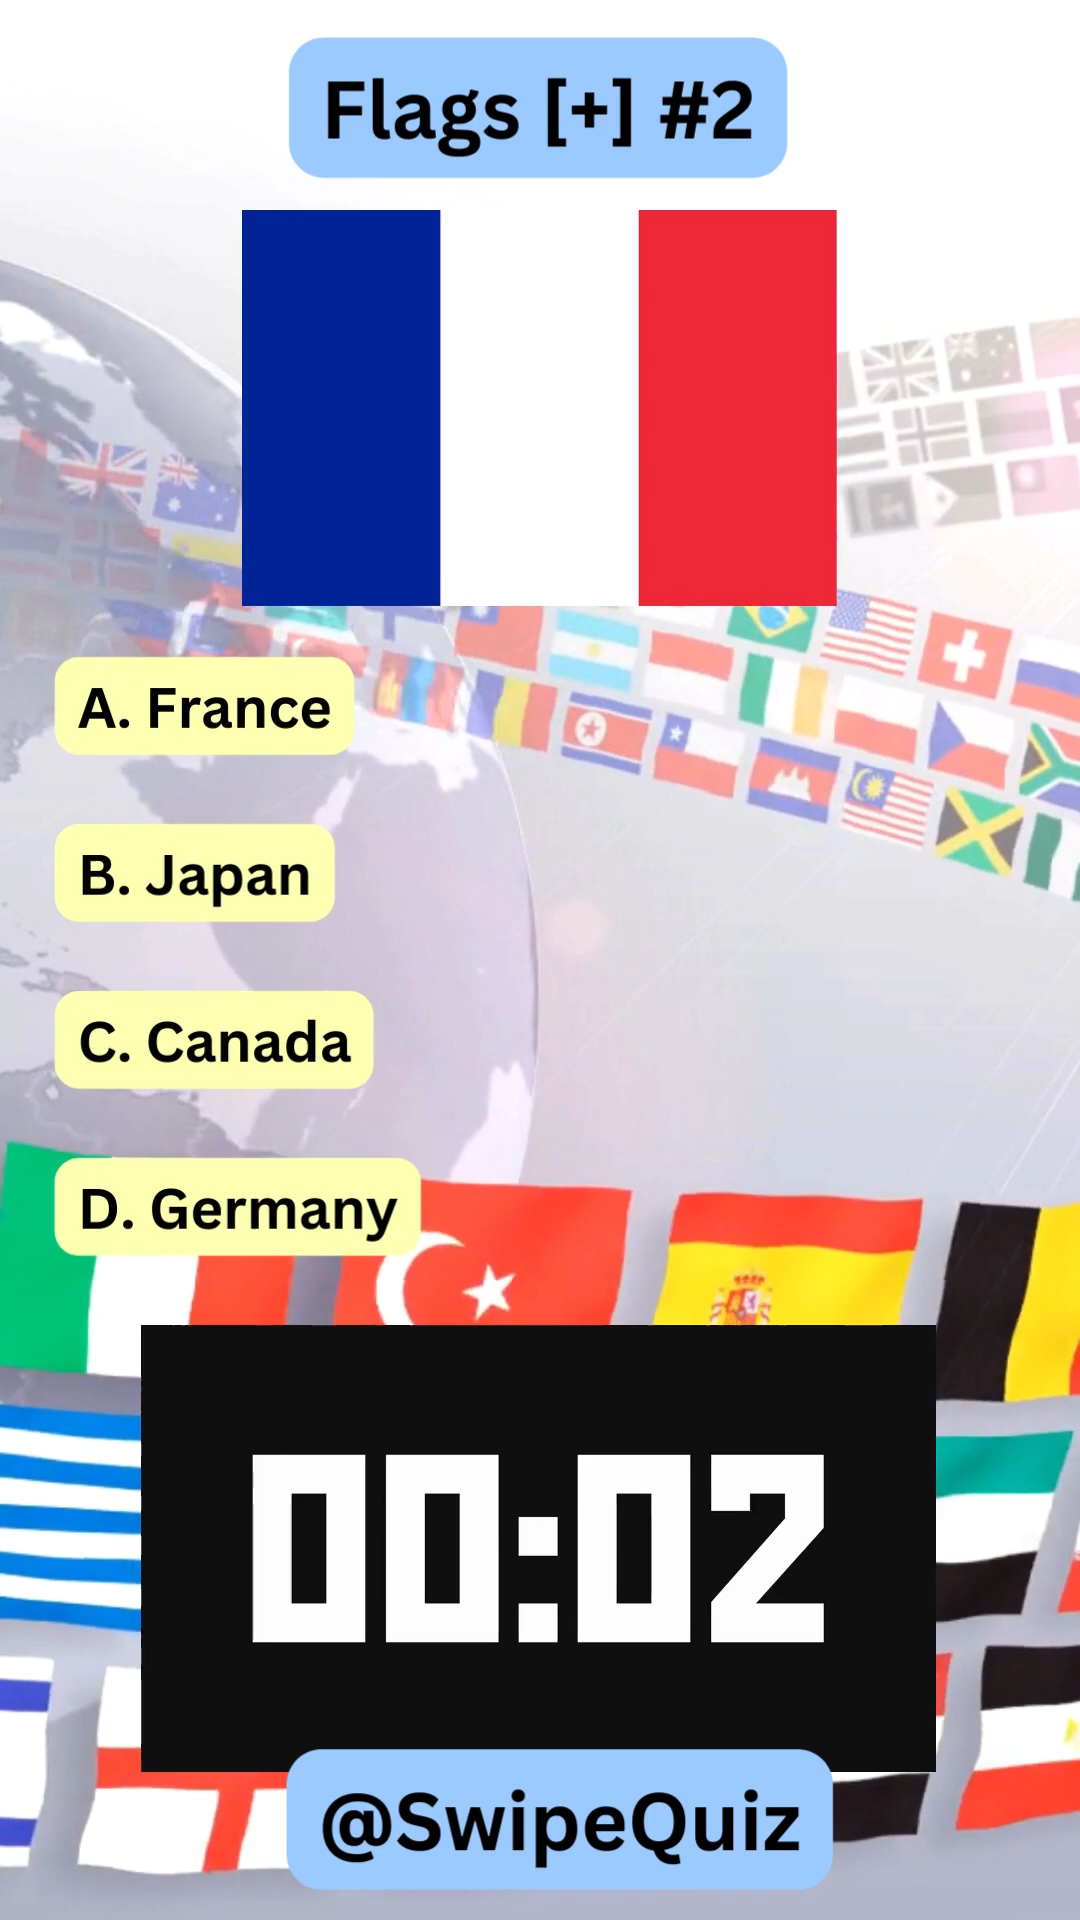 Flags [+] #2
A. France
B. Japan
C. Canada
D. Germany
00:02
@SwipeQuiz